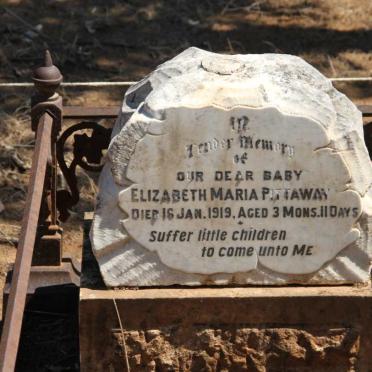 In
Tender Memory
of
OUR DEAR BABY
ELIZABETH MARIA PITTAWAY
DIED 16 JAN. 1919, AGED 3 MONS. 11 DAYS
Suffer little children
to come unto ME